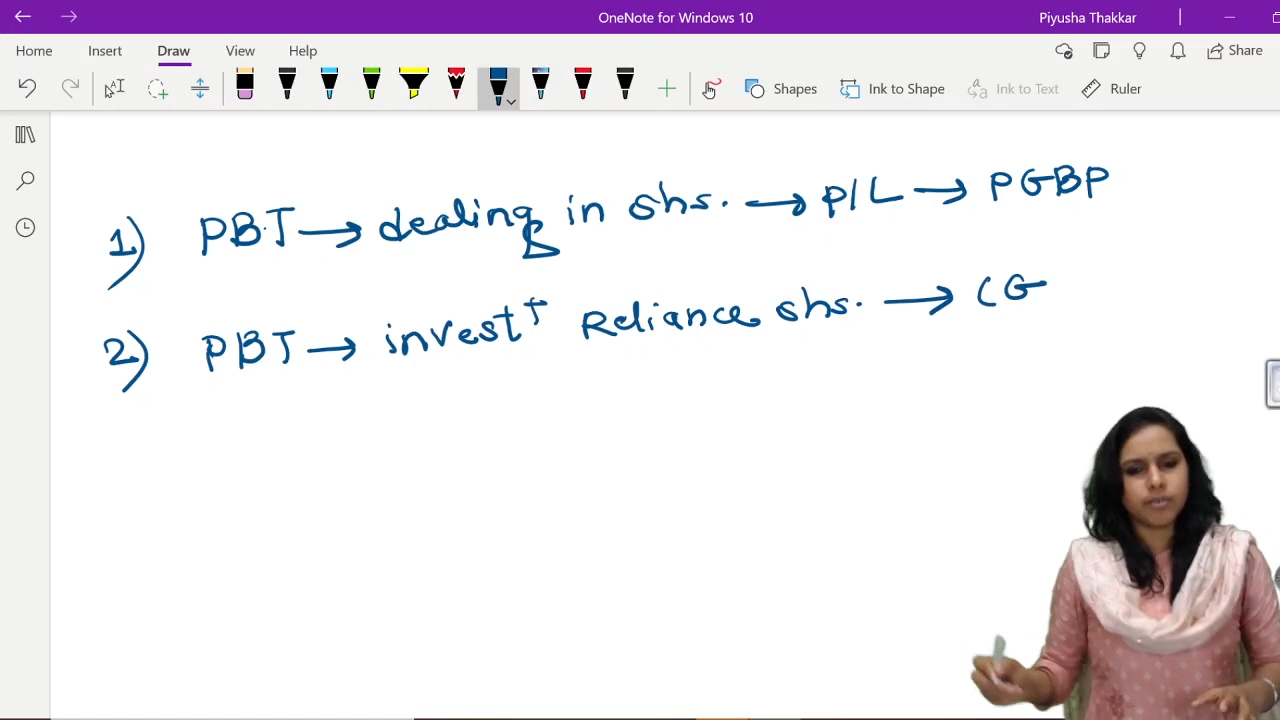 OneNote for Windows 10
Piyusha Thakkar
Home Insert Draw View Help
Share
Shapes Ink to Shape Ink to Text Ruler
1) PBT → dealing in shs. → P/L → PGBP
2) PBT → invest+ Reliance shs. → CG